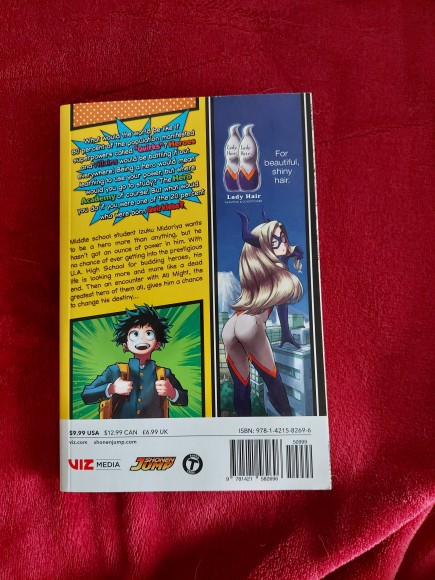 What would the world be like if
80 percent of the population manifested
superpowers called "Quirks"? Heroes
and villains would be battling it out
everywhere. Being a hero would mean
learning to use your power, but where
would you go to study? The Hero
Academy of course! But what would
you do if you were one of the 20 percent
who were born Quirkless?
Middle school student Izuku Midoriya wants
to be a hero more than anything, but he
hasn't got an ounce of power in him. With
no chance of ever getting into the prestigious
U.A. High School for budding heroes, his
life is looking more and more like a dead
end. Then an encounter with All Might, the
greatest hero of them all, gives him a chance
to change his destiny...
Lady Hair
Lady Hair
Lady Hair
For
beautiful,
shiny
hair.
$9.99 USA $12.99 CAN £6.99 UK
viz.com shonenjump.com
VIZ MEDIA
SHONEN JUMP
T
ISBN: 978-1-4215-8269-6
50999
9 781421 582696